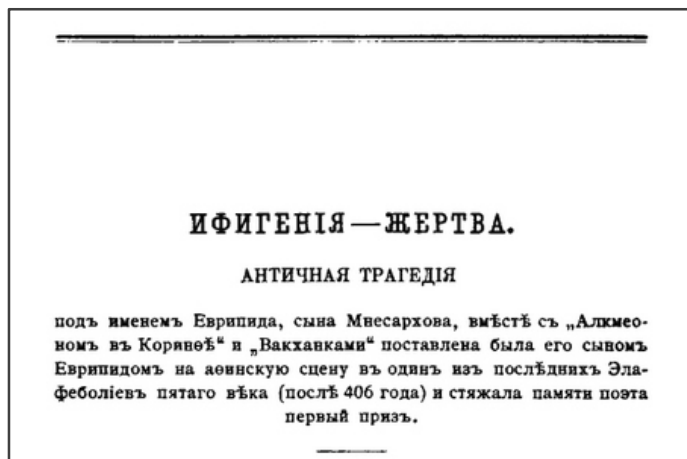 ИФИГЕНІЯ—ЖЕРТВА.
АНТИЧНАЯ ТРАГЕДІЯ
подъ именемъ Еврипида, сына Мнесархова, вмѣстѣ съ „Алкмео-
номъ въ Коринѳѣ“ и „Вакханками“ поставлена была его сыномъ
Еврипидомъ на аѳинскую сцену въ одинъ изъ послѣднихъ Эла-
феболіевъ пятаго вѣка (послѣ 406 года) и стяжала памяти поэта
первый призъ.